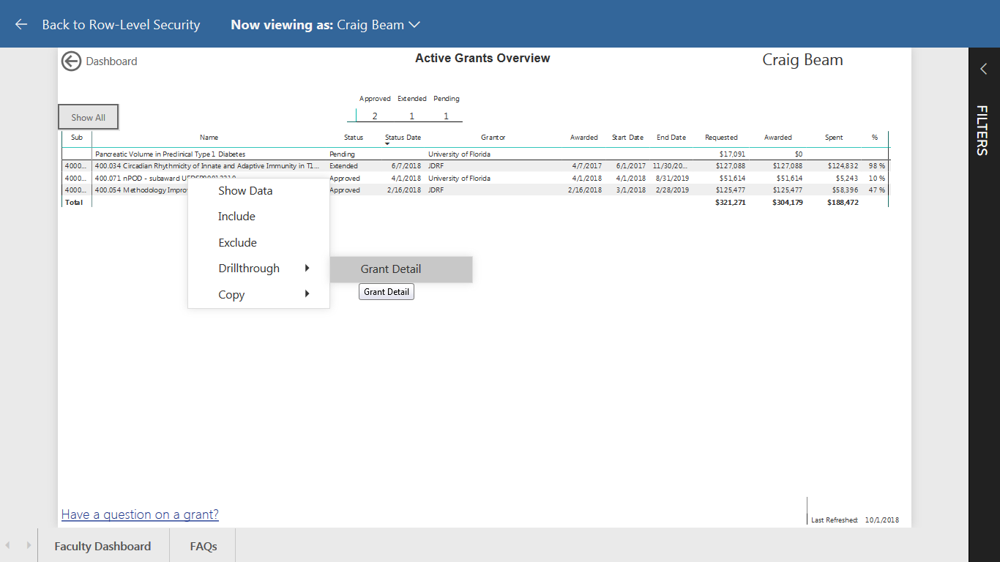 Back to Row-Level Security Now viewing as: Craig Beam
Dashboard Active Grants Overview Craig Beam
Approved Extended Pending
2 1 1
Show All
Sub Name Status Status Date Grantor Awarded Start Date End Date Requested Awarded Spent %
Pancreatic Volume in Preclinical Type 1 Diabetes Pending University of Florida $17,091 $0
4000... 400.034 Circadian Rhythmicity of Innate and Adaptive Immunity in T1... Extended 6/7/2018 JDRF 4/7/2017 6/1/2017 11/30/20... $127,088 $127,088 $124,832 98 %
4000... 400.071 nPOD - subaward Approved 4/1/2018 University of Florida 4/1/2018 4/1/2018 8/31/2019 $51,614 $51,614 $5,243 10 %
4000... 400.054 Methodology Improv Approved 2/16/2018 JDRF 2/16/2018 3/1/2018 2/28/2019 $125,477 $125,477 $58,396 47 %
Total $321,271 $304,179 $188,472
Show Data
Include
Exclude
Drillthrough Grant Detail
Grant Detail
Copy
FILTERS
Have a question on a grant?
Last Refreshed: 10/1/2018
Faculty Dashboard FAQs